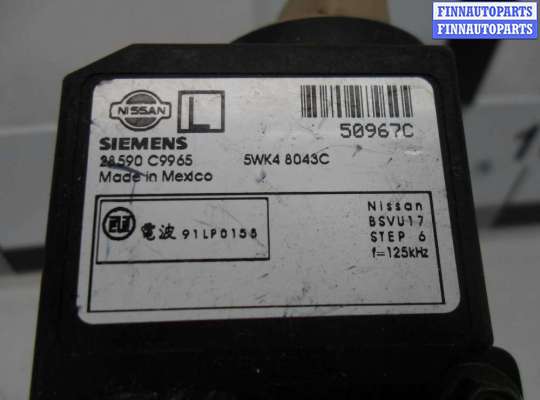 FINNAUTOPARTS
FINNAUTOPARTS
NISSAN
L
50967C
SIEMENS
28590 C9965
5WK4 8043C
Made in Mexico
電波 91LP0155
Nissan
BSVU17
STEP 6
f=125kHz